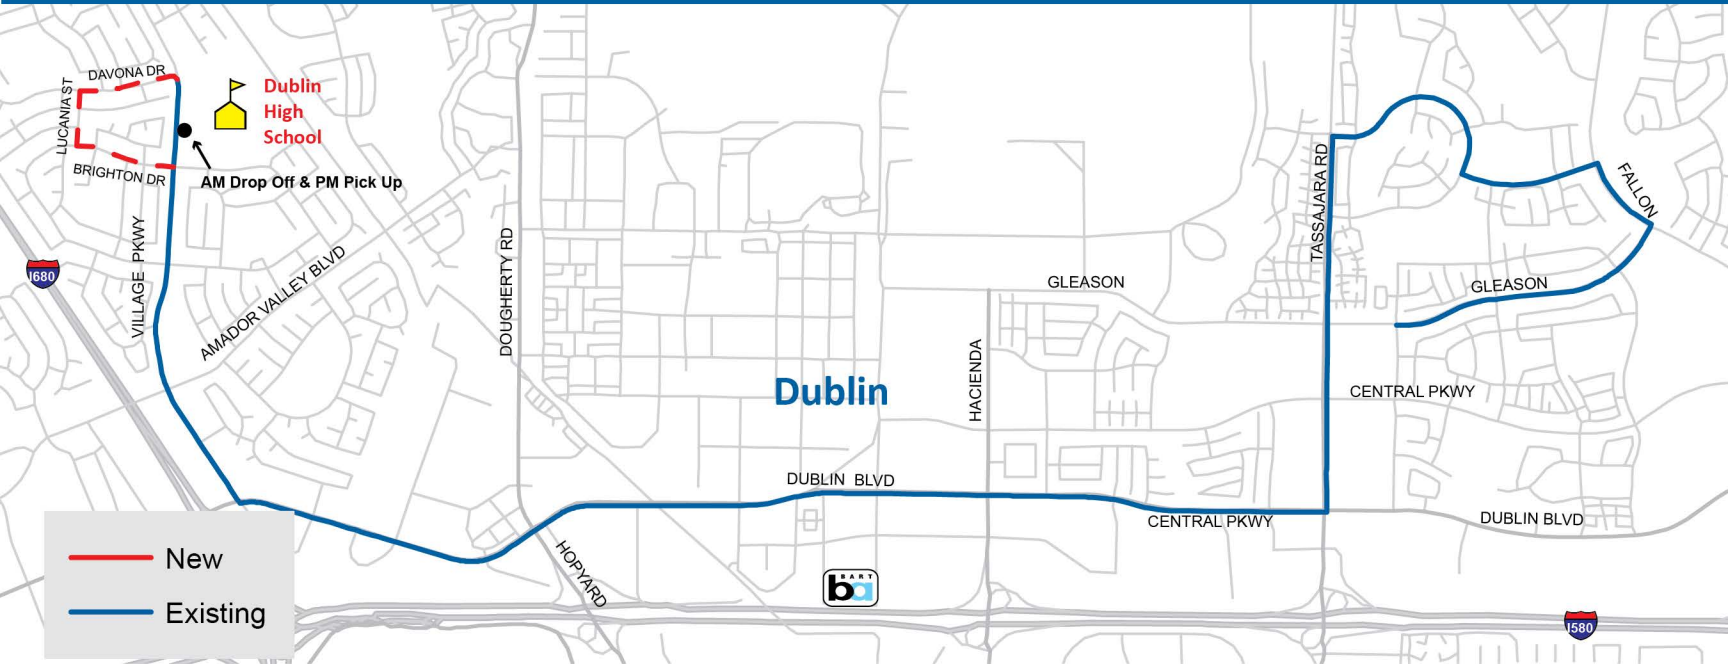 DAVONA DR
LUCANIA ST
BRIGHTON DR
Dublin
High
School
AM Drop Off & PM Pick Up
VILLAGE PKWY
AMADOR VALLEY BLVD
I680
DOUGHERTY RD
HOPYARD
Dublin
DUBLIN BLVD
BART
ba
HACIENDA
GLEASON
CENTRAL PKWY
TASSAJARA RD
FALLON
GLEASON
CENTRAL PKWY
DUBLIN BLVD
I580
New
Existing